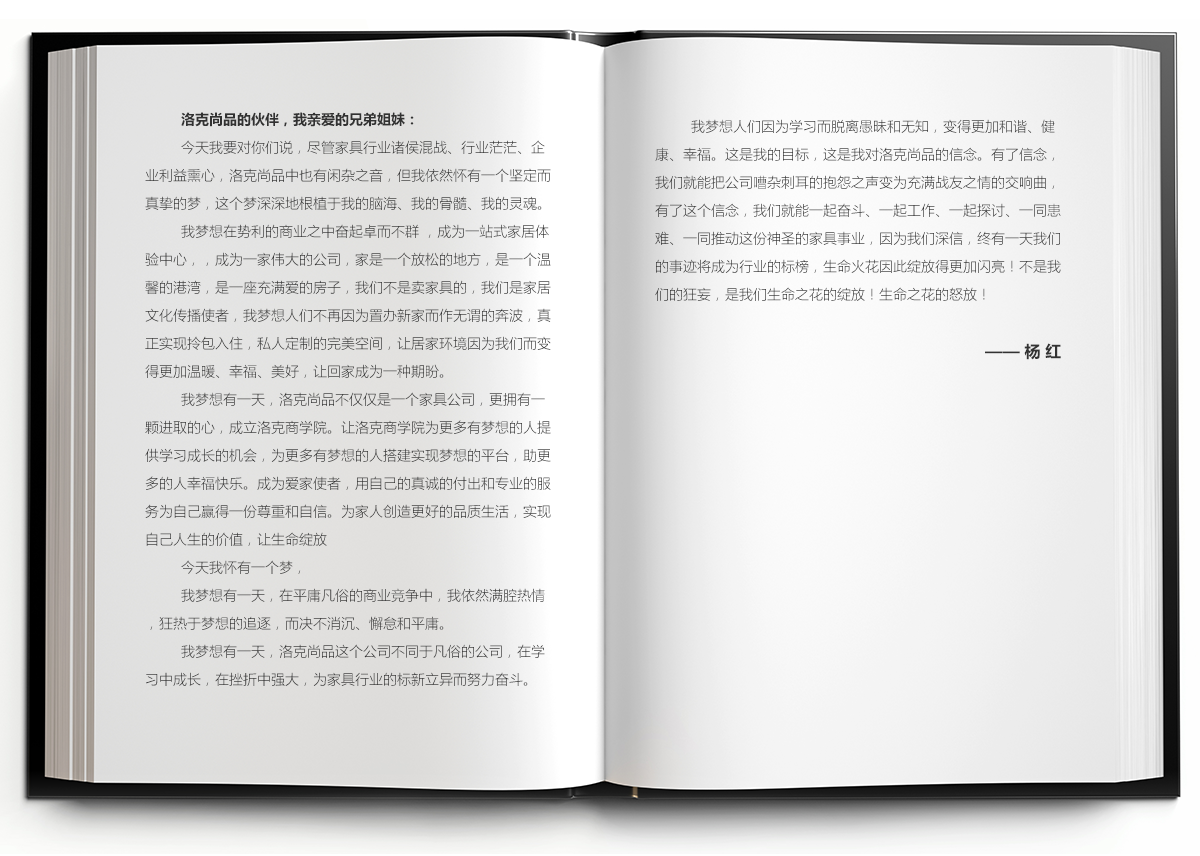 洛克尚品的伙伴，我亲爱的兄弟姐妹：
今天我要对你们说，尽管家具行业诸侯混战、行业茫茫、企
业利益熏心，洛克尚品中也有闲杂之音，但我依然怀有一个坚定而
真挚的梦，这个梦深深地根植于我的脑海、我的骨髓、我的灵魂。
我梦想在势利的商业之中奋起卓而不群 ，成为一站式家居体
验中心，，成为一家伟大的公司，家是一个放松的地方，是一个温
馨的港湾，是一座充满爱的房子，我们不是卖家具的，我们是家居
文化传播使者，我梦想人们不再因为置办新家而作无谓的奔波，真
正实现拎包入住，私人定制的完美空间，让居家环境因为我们而变
得更加温暖、幸福、美好，让回家成为一种期盼。
我梦想有一天，洛克尚品不仅仅是一个家具公司，更拥有一
颗进取的心，成立洛克商学院。让洛克商学院为更多有梦想的人提
供学习成长的机会，为更多有梦想的人搭建实现梦想的平台，助更
多的人幸福快乐。成为爱家使者，用自己的真诚的付出和专业的服
务为自己赢得一份尊重和自信。为家人创造更好的品质生活，实现
自己人生的价值，让生命绽放
今天我怀有一个梦，
我梦想有一天，在平庸凡俗的商业竞争中，我依然满腔热情
，狂热于梦想的追逐，而决不消沉、懈怠和平庸。
我梦想有一天，洛克尚品这个公司不同于凡俗的公司，在学
习中成长，在挫折中强大，为家具行业的标新立异而努力奋斗。
我梦想人们因为学习而脱离愚昧和无知，变得更加和谐、健
康、幸福。这是我的目标，这是我对洛克尚品的信念。有了信念，
我们就能把公司嘈杂刺耳的抱怨之声变为充满战友之情的交响曲，
有了这个信念，我们就能一起奋斗、一起工作、一起探讨、一同患
难、一同推动这份神圣的家具事业，因为我们深信，终有一天我们
的事迹将成为行业的标榜，生命火花因此绽放得更加闪亮！不是我
们的狂妄，是我们生命之花的绽放！生命之花的怒放！
—— 杨 红